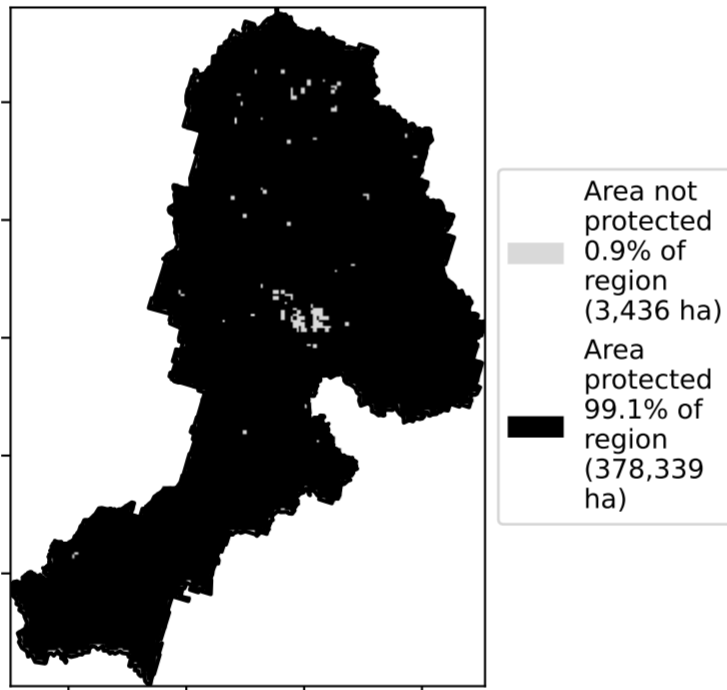 Area not
protected
0.9% of
region
(3,436 ha)
Area
protected
99.1% of
region
(378,339
ha)